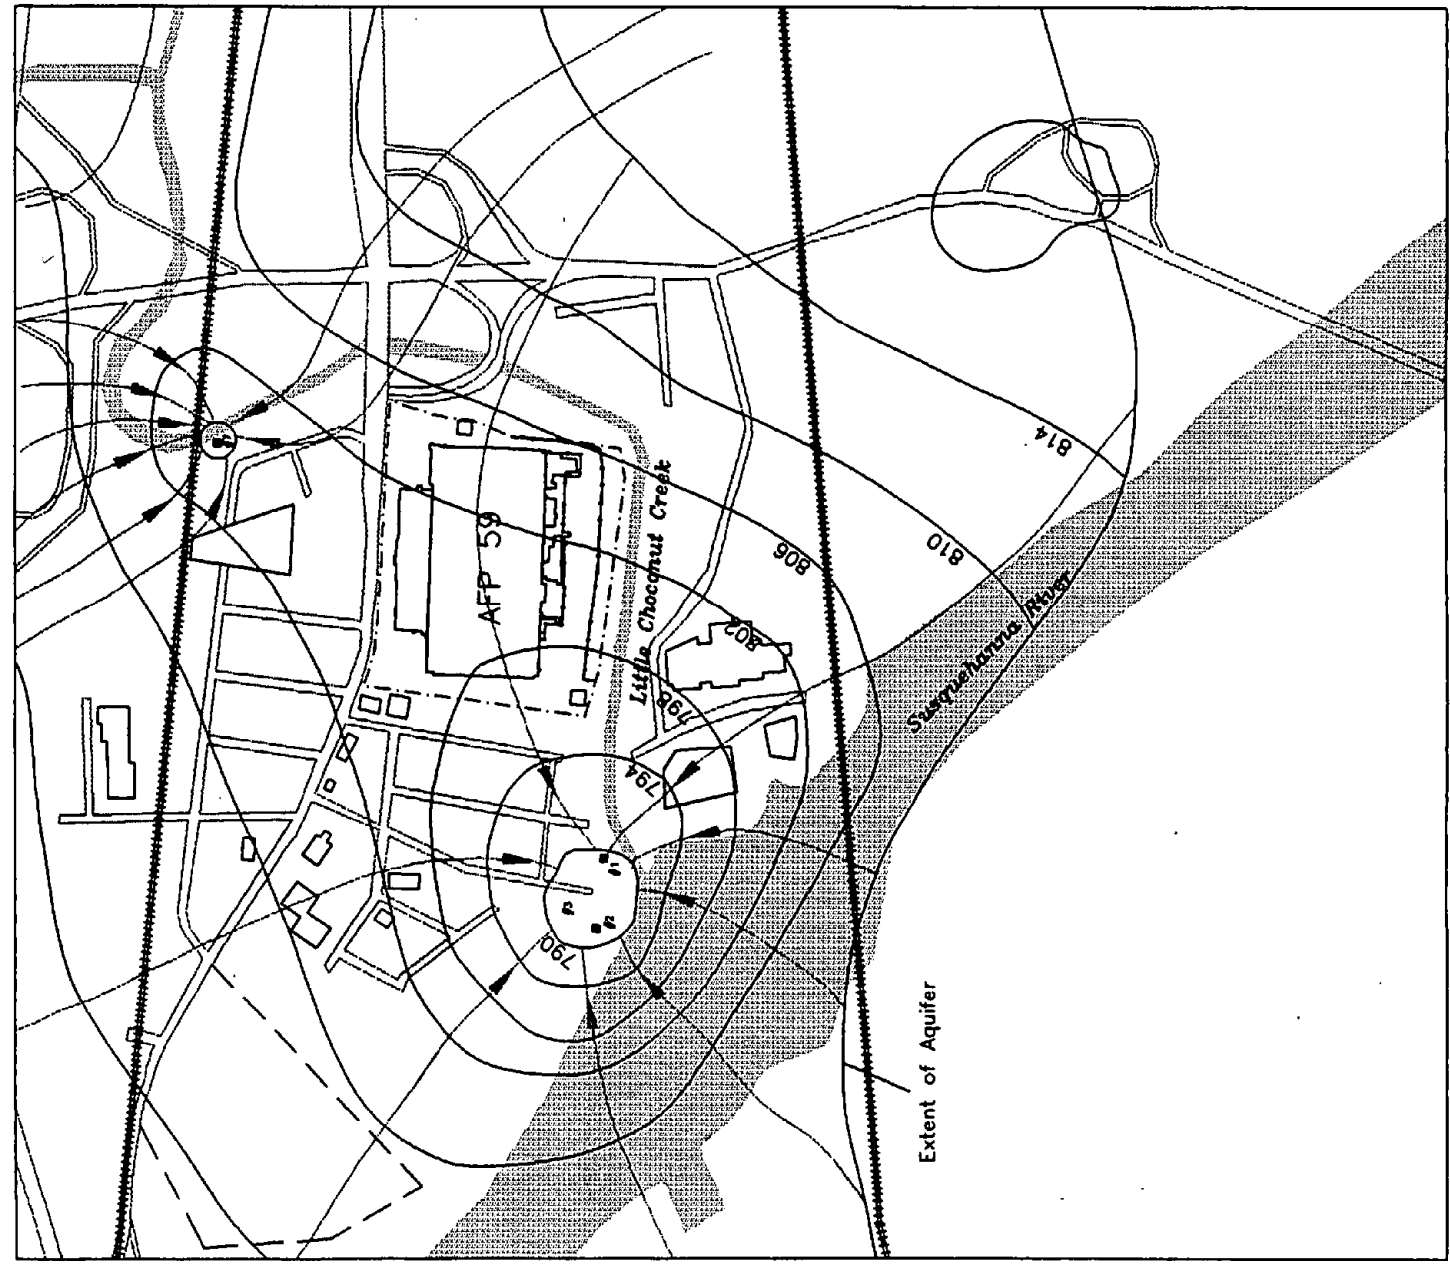 814
810
806
802
798
794
790
AFP 59
Little Choconut Creek
Susquehanna River
Extent of Aquifer